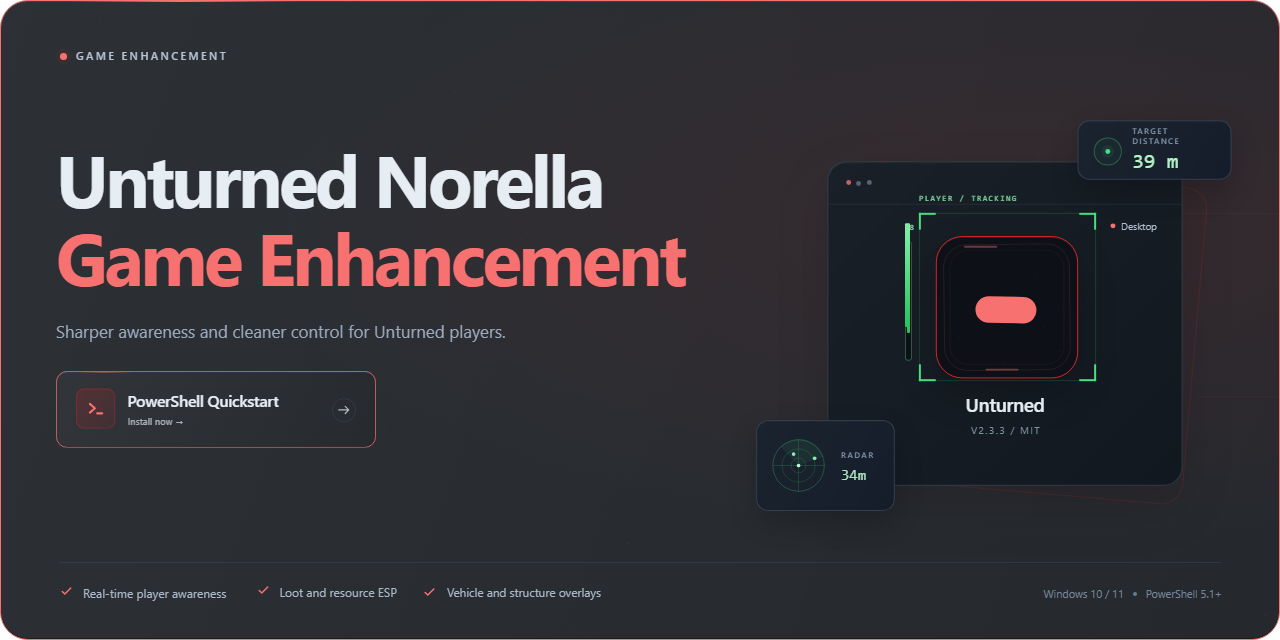 GAME ENHANCEMENT
Unturned Norella
Game Enhancement
Sharper awareness and cleaner control for Unturned players.
PowerShell Quickstart
Install now →
TARGET
DISTANCE
39 m
PLAYER / TRACKING
Desktop
Unturned
V2.3.3 / MIT
RADAR
34m
Real-time player awareness
Loot and resource ESP
Vehicle and structure overlays
Windows 10 / 11 • PowerShell 5.1+